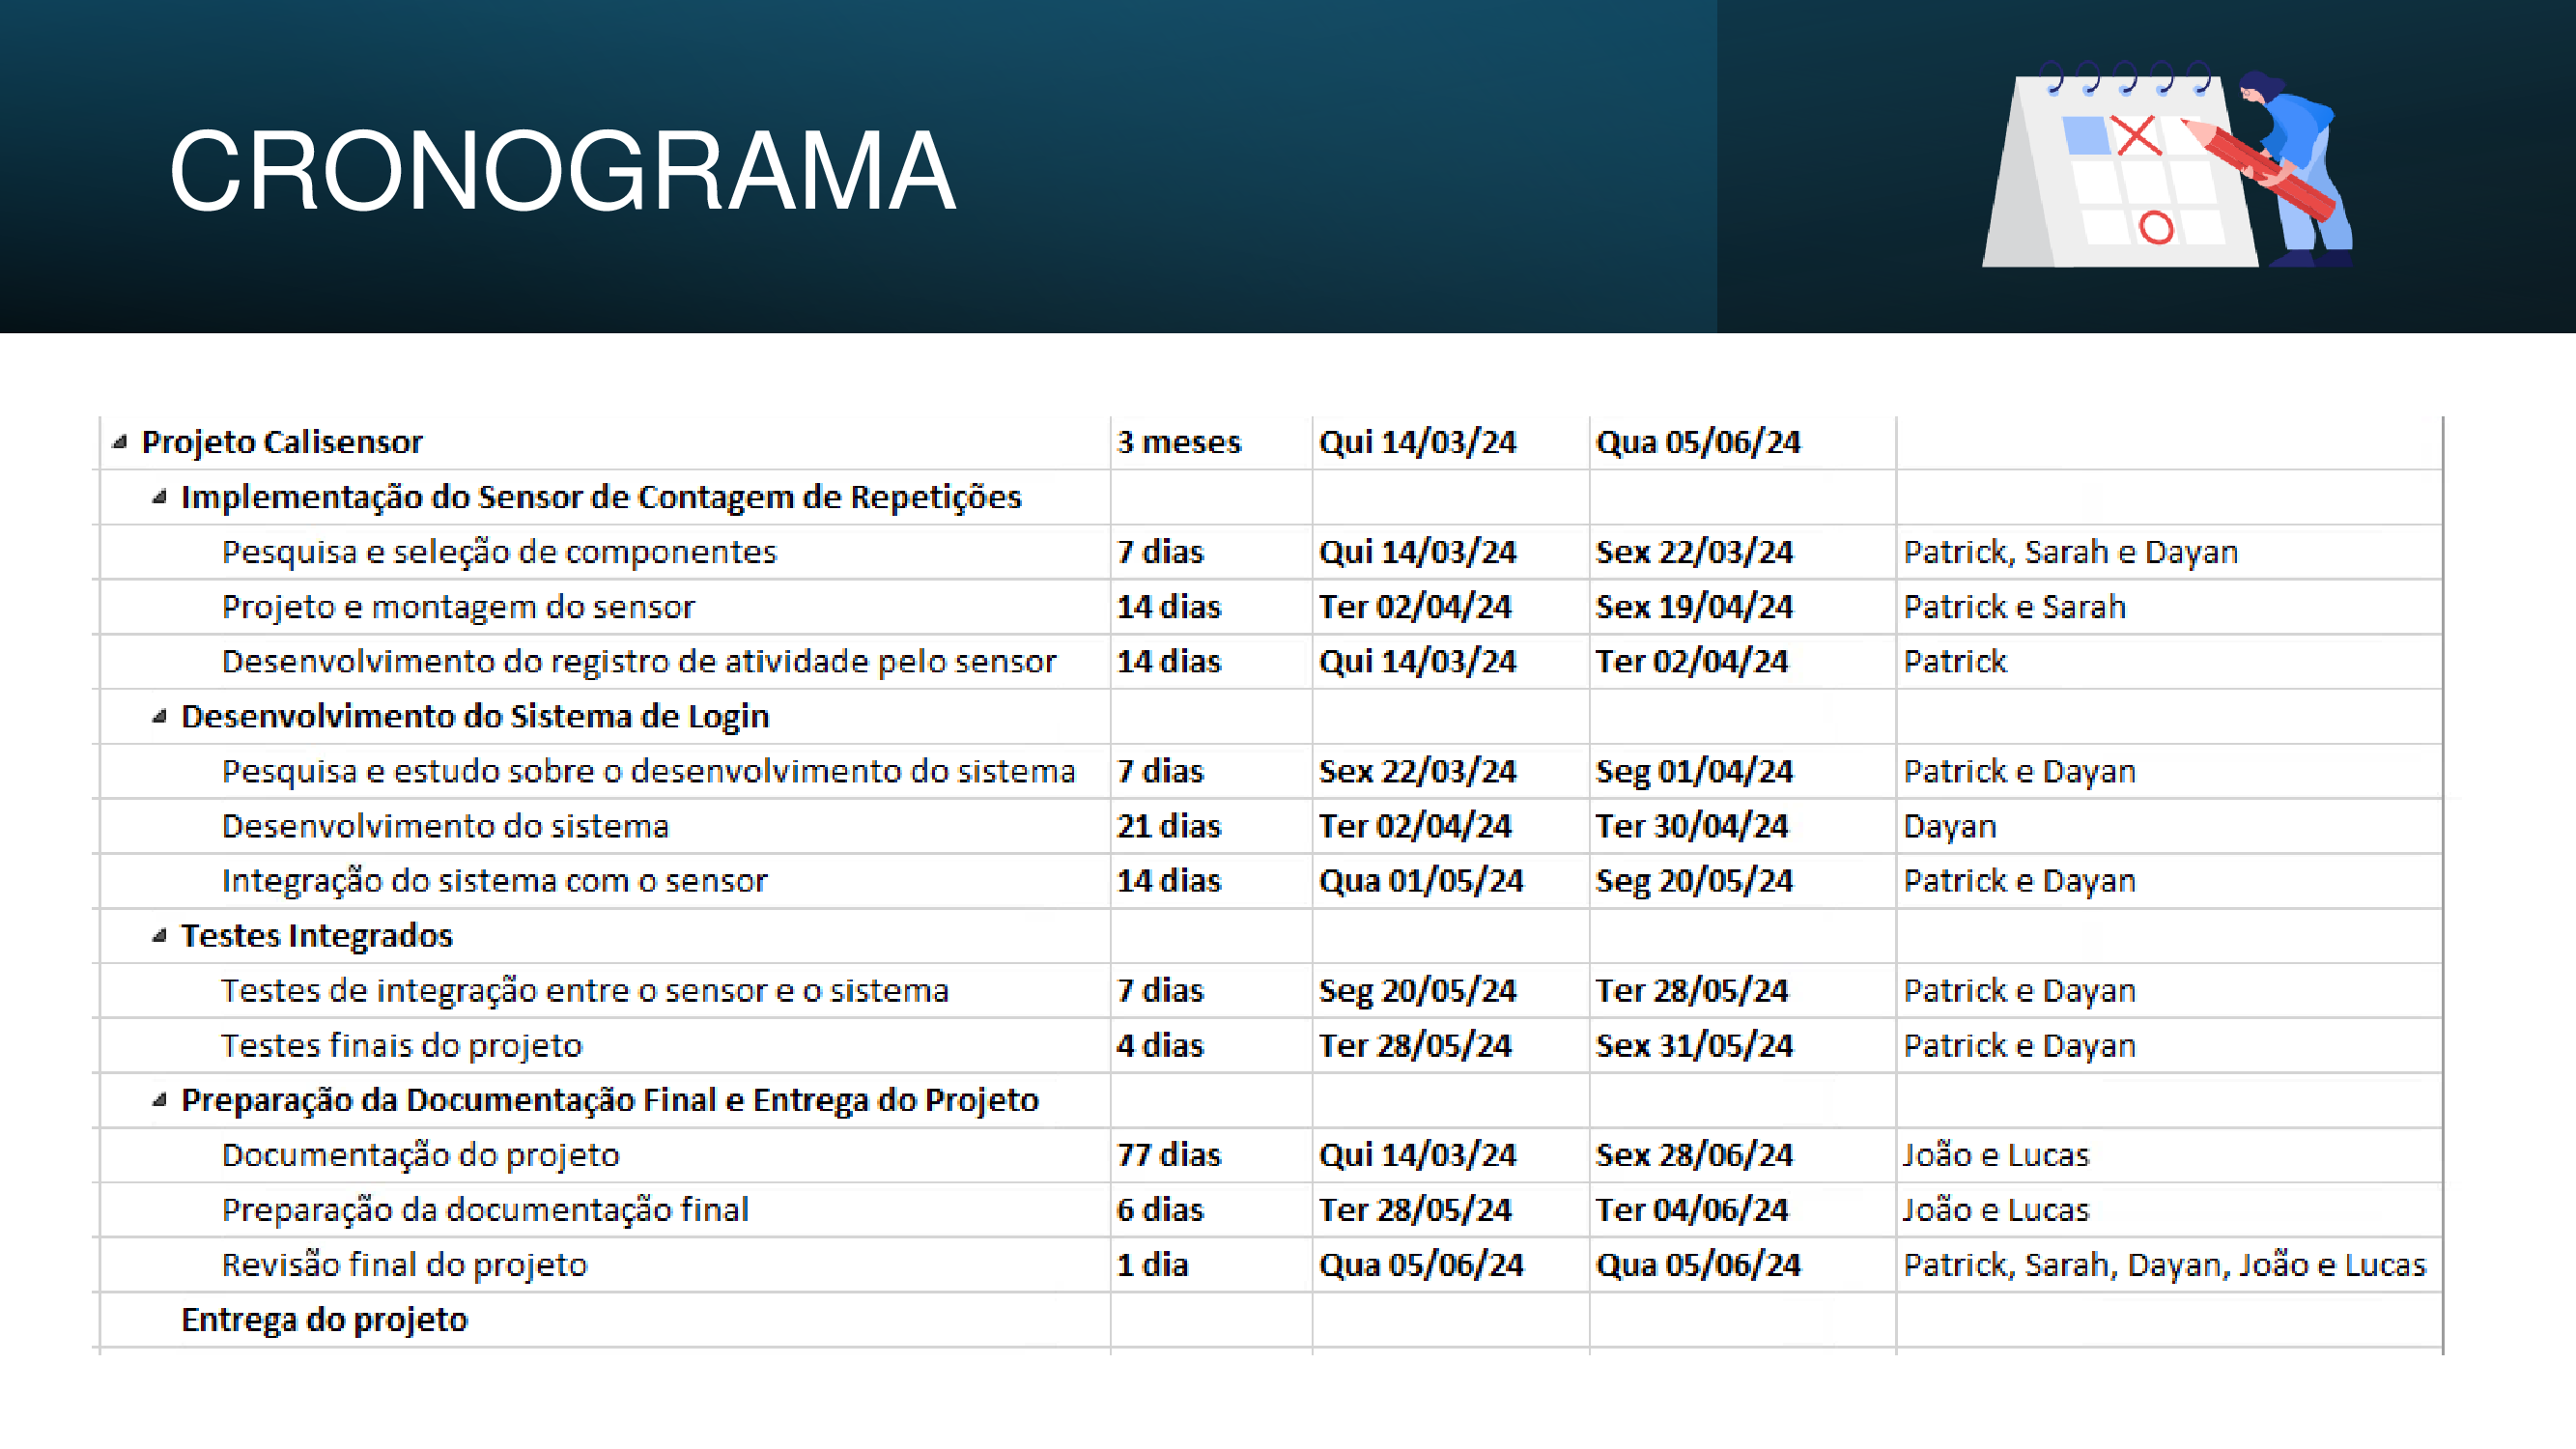 CRONOGRAMA
Projeto Calisensor 3 meses Qui 14/03/24 Qua 05/06/24
Implementação do Sensor de Contagem de Repetições
Pesquisa e seleção de componentes 7 dias Qui 14/03/24 Sex 22/03/24 Patrick, Sarah e Dayan
Projeto e montagem do sensor 14 dias Ter 02/04/24 Sex 19/04/24 Patrick e Sarah
Desenvolvimento do registro de atividade pelo sensor 14 dias Qui 14/03/24 Ter 02/04/24 Patrick
Desenvolvimento do Sistema de Login
Pesquisa e estudo sobre o desenvolvimento do sistema 7 dias Sex 22/03/24 Seg 01/04/24 Patrick e Dayan
Desenvolvimento do sistema 21 dias Ter 02/04/24 Ter 30/04/24 Dayan
Integração do sistema com o sensor 14 dias Qua 01/05/24 Seg 20/05/24 Patrick e Dayan
Testes Integrados
Testes de integração entre o sensor e o sistema 7 dias Seg 20/05/24 Ter 28/05/24 Patrick e Dayan
Testes finais do projeto 4 dias Ter 28/05/24 Sex 31/05/24 Patrick e Dayan
Preparação da Documentação Final e Entrega do Projeto
Documentação do projeto 77 dias Qui 14/03/24 Sex 28/06/24 João e Lucas
Preparação da documentação final 6 dias Ter 28/05/24 Ter 04/06/24 João e Lucas
Revisão final do projeto 1 dia Qua 05/06/24 Qua 05/06/24 Patrick, Sarah, Dayan, João e Lucas
Entrega do projeto